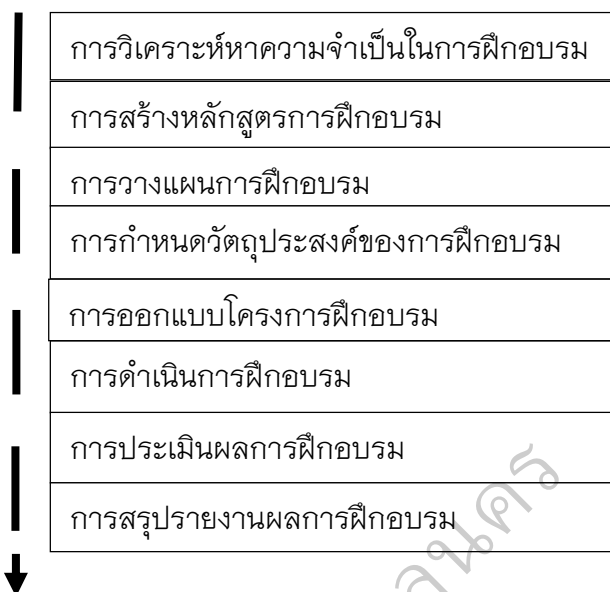 การวิเคราะห์หาความจำเป็นในการฝึกอบรม
การสร้างหลักสูตรการฝึกอบรม
การวางแผนการฝึกอบรม
การกำหนดวัตถุประสงค์ของการฝึกอบรม
การออกแบบโครงการฝึกอบรม
การดำเนินการฝึกอบรม
การประเมินผลการฝึกอบรม
การสรุปรายงานผลการฝึกอบรม